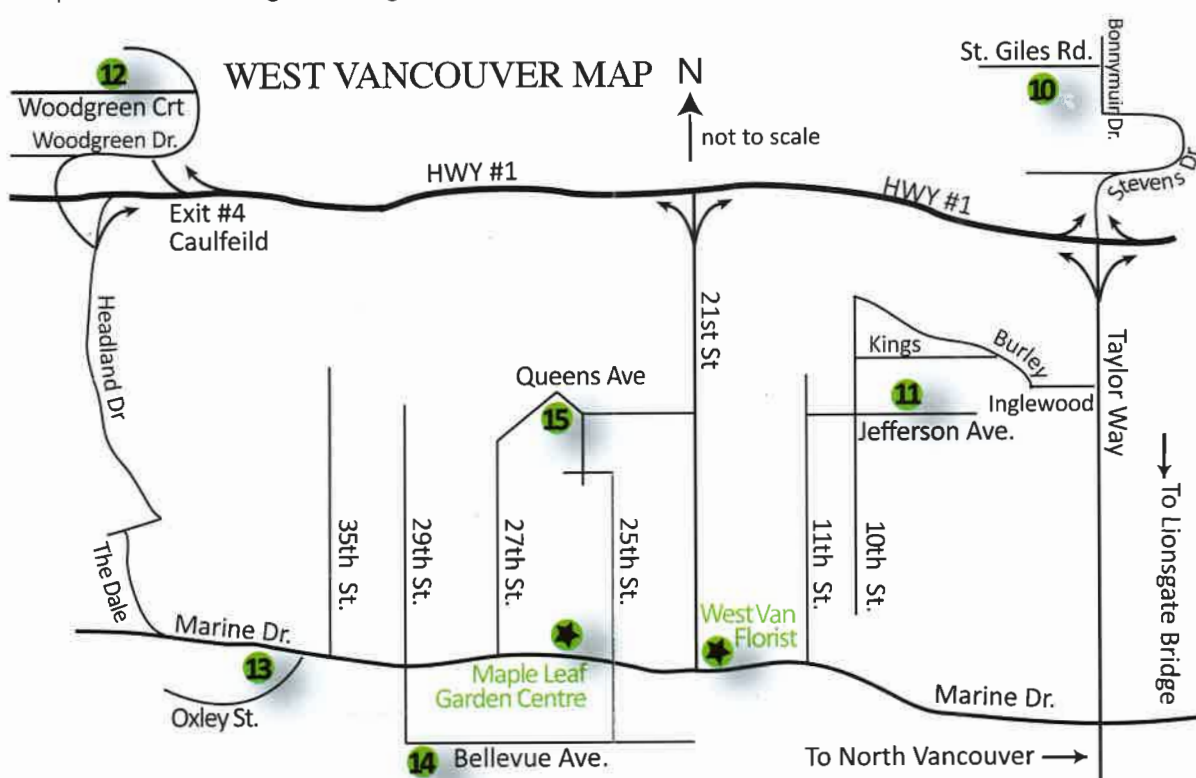 WEST VANCOUVER MAP
N
not to scale
12
Woodgreen Crt
Woodgreen Dr.
St. Giles Rd.
10
Bonnymuir Dr.
Stevens Dr
HWY #1
HWY #1
Exit #4
Caulfeild
Headland Dr
21st St
Kings
Burley
Taylor Way
Queens Ave
15
11
Inglewood
Jefferson Ave.
To Lionsgate Bridge
35th St.
29th St.
27th St.
25th St.
11th St.
10th St.
The Dale
Marine Dr.
West Van
Florist
13
Maple Leaf
Garden Centre
Oxley St.
Marine Dr.
14
Bellevue Ave.
To North Vancouver